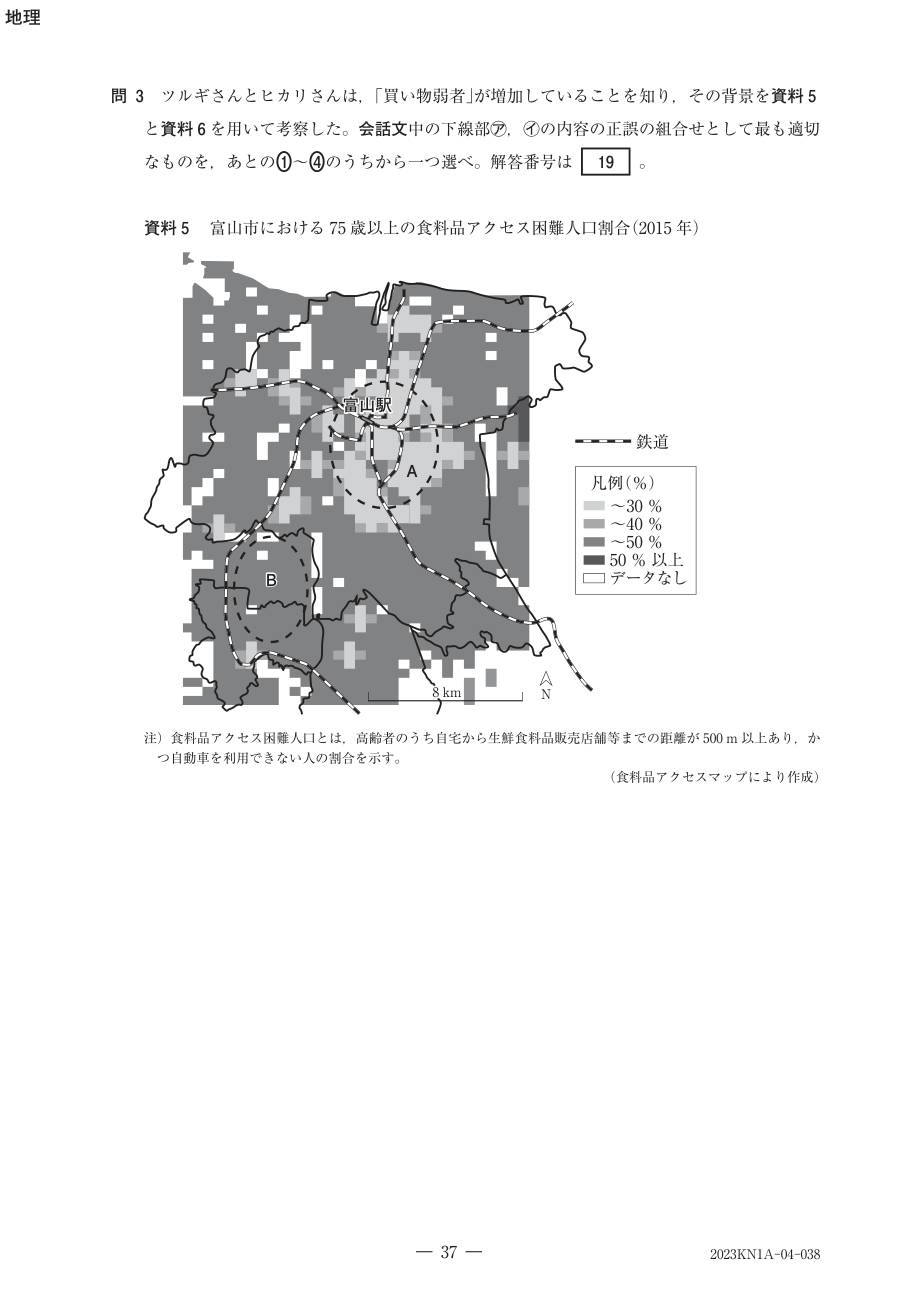 地理
問 3 ツルギさんとヒカリさんは,「買い物弱者」が増加していることを知り,その背景を資料5
と資料6を用いて考察した。会話文中の下線部㋐,㋑の内容の正誤の組合せとして最も適切
なものを,あとの①~④のうちから一つ選べ。解答番号は 19 。
資料5 富山市における75歳以上の食料品アクセス困難人口割合(2015年)
富山駅
A
B
鉄道
凡例(%)
~30 %
~40 %
~50 %
50 % 以上
データなし
8 km
N
注)食料品アクセス困難人口とは,高齢者のうち自宅から生鮮食料品販売店舗等までの距離が500 m以上あり,か
つ自動車を利用できない人の割合を示す。
(食料品アクセスマップにより作成)
― 37 ―
2023KN1A-04-038